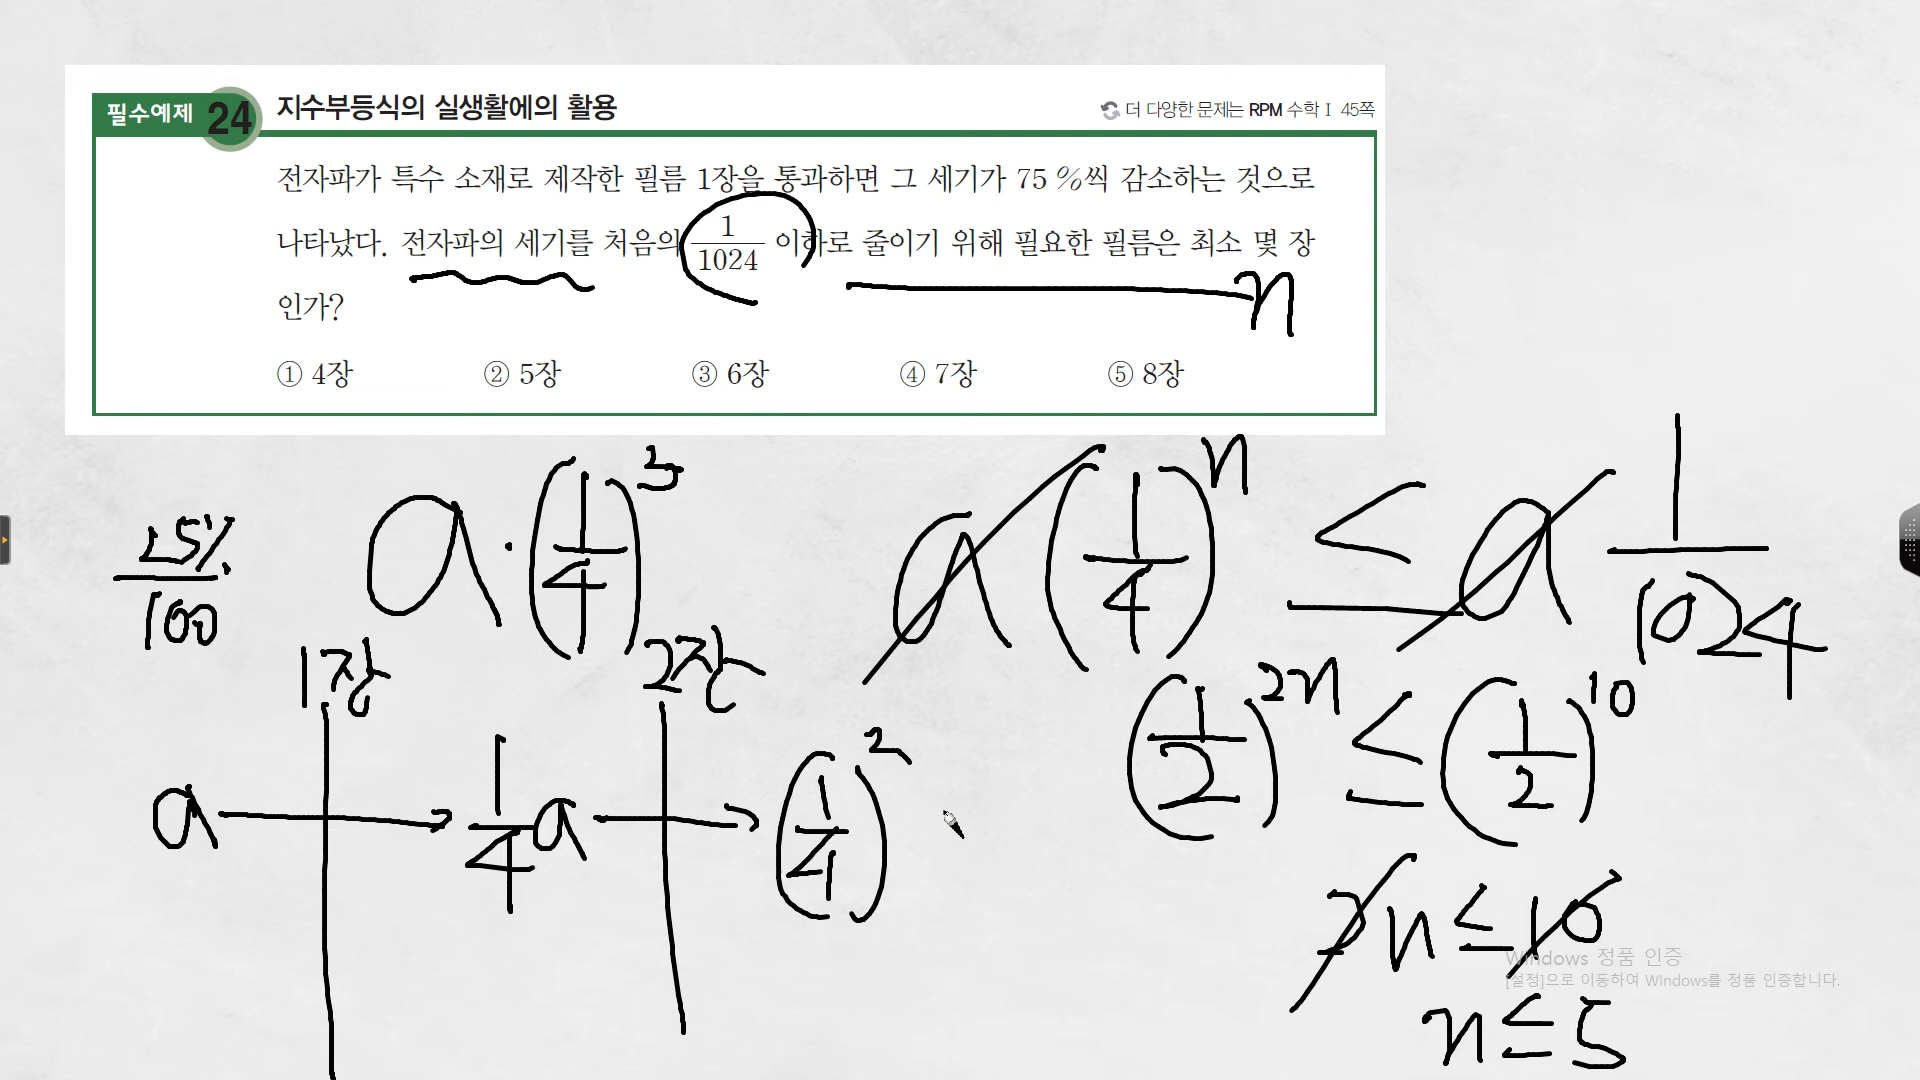 필수예제 24 지수부등식의 실생활에의 활용
더 다양한 문제는 RPM 수학Ⅰ 45쪽
전자파가 특수 소재로 제작한 필름 1장을 통과하면 그 세기가 75 %씩 감소하는 것으로
나타났다. 전자파의 세기를 처음의 1/1024 이하로 줄이기 위해 필요한 필름은 최소 몇 장
인가?
n
① 4장 ② 5장 ③ 6장 ④ 7장 ⑤ 8장
25%/100
a·(1/4)^3
a(1/4)^n ≤ a 1/1024
1장 2장
a → 1/4 a → (1/4)^2
(1/2)^2n ≤ (1/2)^10
2n ≤ 10
n ≤ 5
Windows 정품 인증
[설정]으로 이동하여 Windows를 정품 인증합니다.